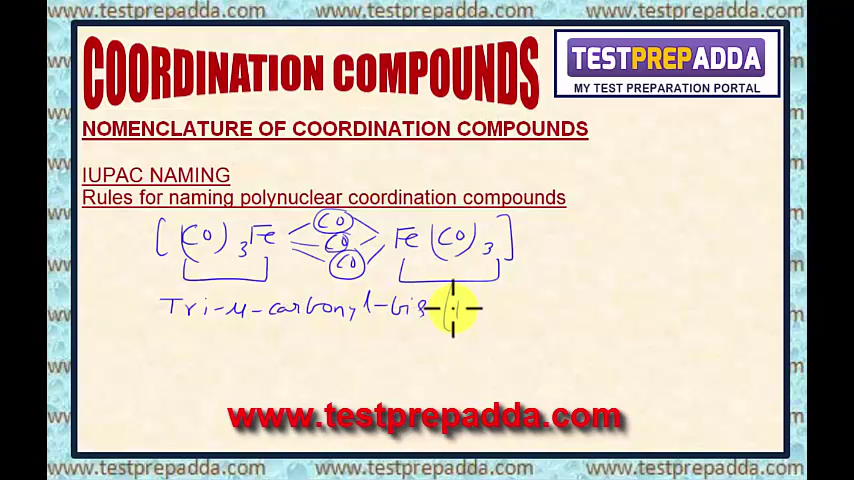 www.testprepadda.com www.testprepadda.com www.testprepadda.com
COORDINATION COMPOUNDS
TESTPREPADDA
MY TEST PREPARATION PORTAL
NOMENCLATURE OF COORDINATION COMPOUNDS
IUPAC NAMING
Rules for naming polynuclear coordination compounds
[(CO)3Fe CO CO CO Fe(CO)3]
Tri-μ-carbonyl-bis(
www.testprepadda.com
www.testprepadda.com www.testprepadda.com www.testprepadda.com